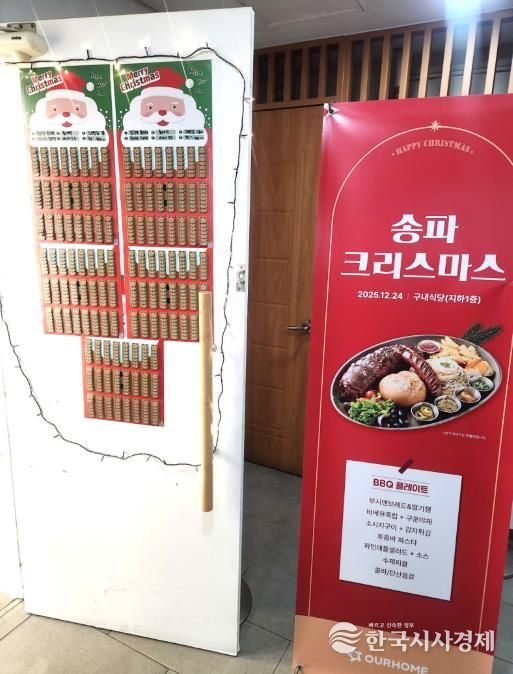 Merry Christmas
Merry Christmas
· HAPPY CHRISTMAS ·
송파
크리스마스
2025.12.24 | 구내식당(지하1층)
BBQ 플레이트
부시맨브레드&딸기잼
바베큐폭립 + 구운야채
소시지구이 + 감자튀김
투움바 파스타
파인애플샐러드 + 소스
수제피클
콜라/탄산음료
빠르고 신속한 정보
한국시사경제
OURHOME